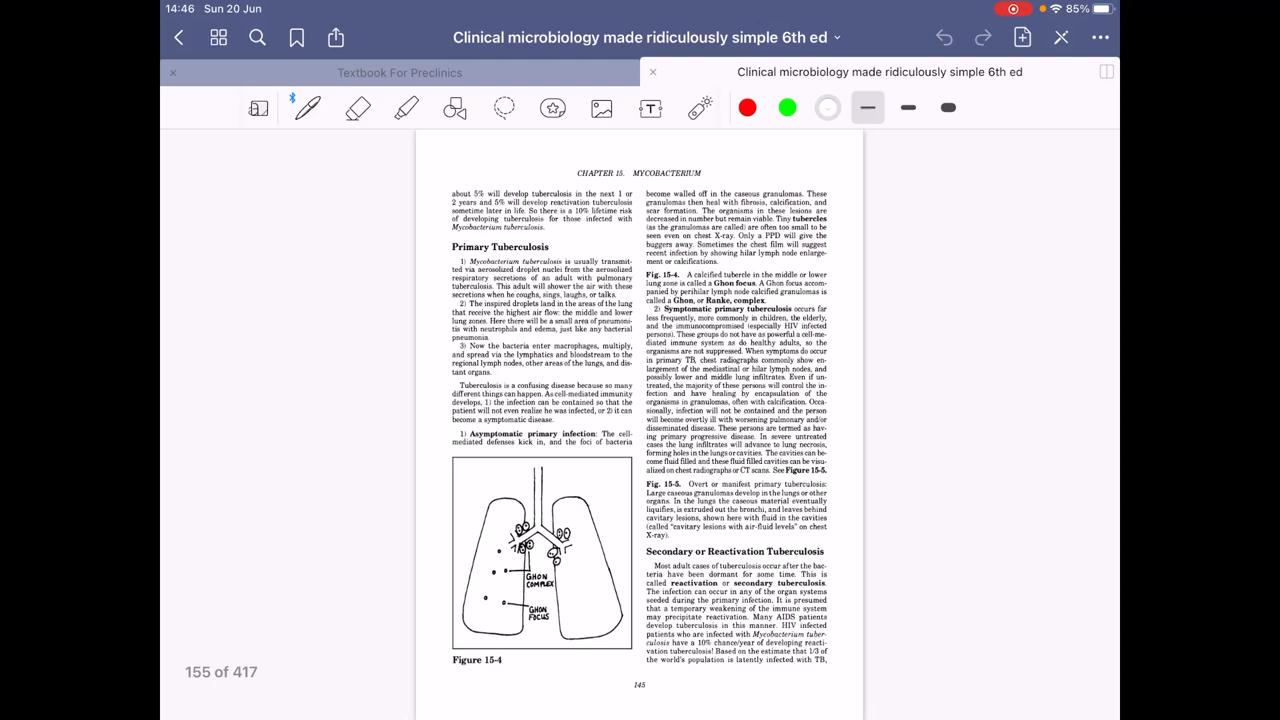 14:46 Sun 20 Jun
85%
Clinical microbiology made ridiculously simple 6th ed
Textbook For Preclinics
Clinical microbiology made ridiculously simple 6th ed
CHAPTER 15. MYCOBACTERIUM
about 5% will develop tuberculosis in the next 1 or
2 years and 5% will develop reactivation tuberculosis
sometime later in life. So there is a 10% lifetime risk
of developing tuberculosis for those infected with
Mycobacterium tuberculosis.
Primary Tuberculosis
1) Mycobacterium tuberculosis is usually transmit-
ted via aerosolized droplet nuclei from the aerosolized
respiratory secretions of an adult with pulmonary
tuberculosis. This adult will shower the air with these
secretions when he coughs, sings, laughs, or talks.
2) The inspired droplets land in the areas of the lung
that receive the highest air flow: the middle and lower
lung zones. Here there will be a small area of pneumoni-
tis with neutrophils and edema, just like any bacterial
pneumonia.
3) Now the bacteria enter macrophages, multiply,
and spread via the lymphatics and bloodstream to the
regional lymph nodes, other areas of the lungs, and dis-
tant organs.
Tuberculosis is a confusing disease because so many
different things can happen. As cell-mediated immunity
develops, 1) the infection can be contained so that the
patient will not even realize he was infected, or 2) it can
become a symptomatic disease.
1) Asymptomatic primary infection: The cell-
mediated defenses kick in, and the foci of bacteria
GHON
COMPLEX
GHON
FOCUS
Figure 15-4
become walled off in the caseous granulomas. These
granulomas then heal with fibrosis, calcification, and
scar formation. The organisms in these lesions are
decreased in number but remain viable. Tiny tubercles
(as the granulomas are called) are often too small to be
seen even on chest X-ray. Only a PPD will give the
buggers away. Sometimes the chest film will suggest
recent infection by showing hilar lymph node enlarge-
ment or calcifications.
Fig. 15-4. A calcified tubercle in the middle or lower
lung zone is called a Ghon focus. A Ghon focus accom-
panied by perihilar lymph node calcified granulomas is
called a Ghon, or Ranke, complex.
2) Symptomatic primary tuberculosis occurs far
less frequently, more commonly in children, the elderly,
and the immunocompromised (especially HIV infected
persons). These groups do not have as powerful a cell-me-
diated immune system as do healthy adults, so the
organisms are not suppressed. When symptoms do occur
in primary TB, chest radiographs commonly show en-
largement of the mediastinal or hilar lymph nodes, and
possibly lower and middle lung infiltrates. Even if un-
treated, the majority of these persons will control the in-
fection and have healing by encapsulation of the
organisms in granulomas, often with calcification. Occa-
sionally, infection will not be contained and the person
will become overtly ill with worsening pulmonary and/or
disseminated disease. These persons are termed as hav-
ing primary progressive disease. In severe untreated
cases the lung infiltrates will advance to lung necrosis,
forming holes in the lungs or cavities. The cavities can be-
come fluid filled and these fluid filled cavities can be visu-
alized on chest radiographs or CT scans. See Figure 15-5.
Fig. 15-5. Overt or manifest primary tuberculosis:
Large caseous granulomas develop in the lungs or other
organs. In the lungs the caseous material eventually
liquifies, is extruded out the bronchi, and leaves behind
cavitary lesions, shown here with fluid in the cavities
(called "cavitary lesions with air-fluid levels" on chest
X-ray).
Secondary or Reactivation Tuberculosis
Most adult cases of tuberculosis occur after the bac-
teria have been dormant for some time. This is
called reactivation or secondary tuberculosis.
The infection can occur in any of the organ systems
seeded during the primary infection. It is presumed
that a temporary weakening of the immune system
may precipitate reactivation. Many AIDS patients
develop tuberculosis in this manner. HIV infected
patients who are infected with Mycobacterium tuber-
culosis have a 10% chance/year of developing reacti-
vation tuberculosis! Based on the estimate that 1/3 of
the world's population is latently infected with TB,
155 of 417
145